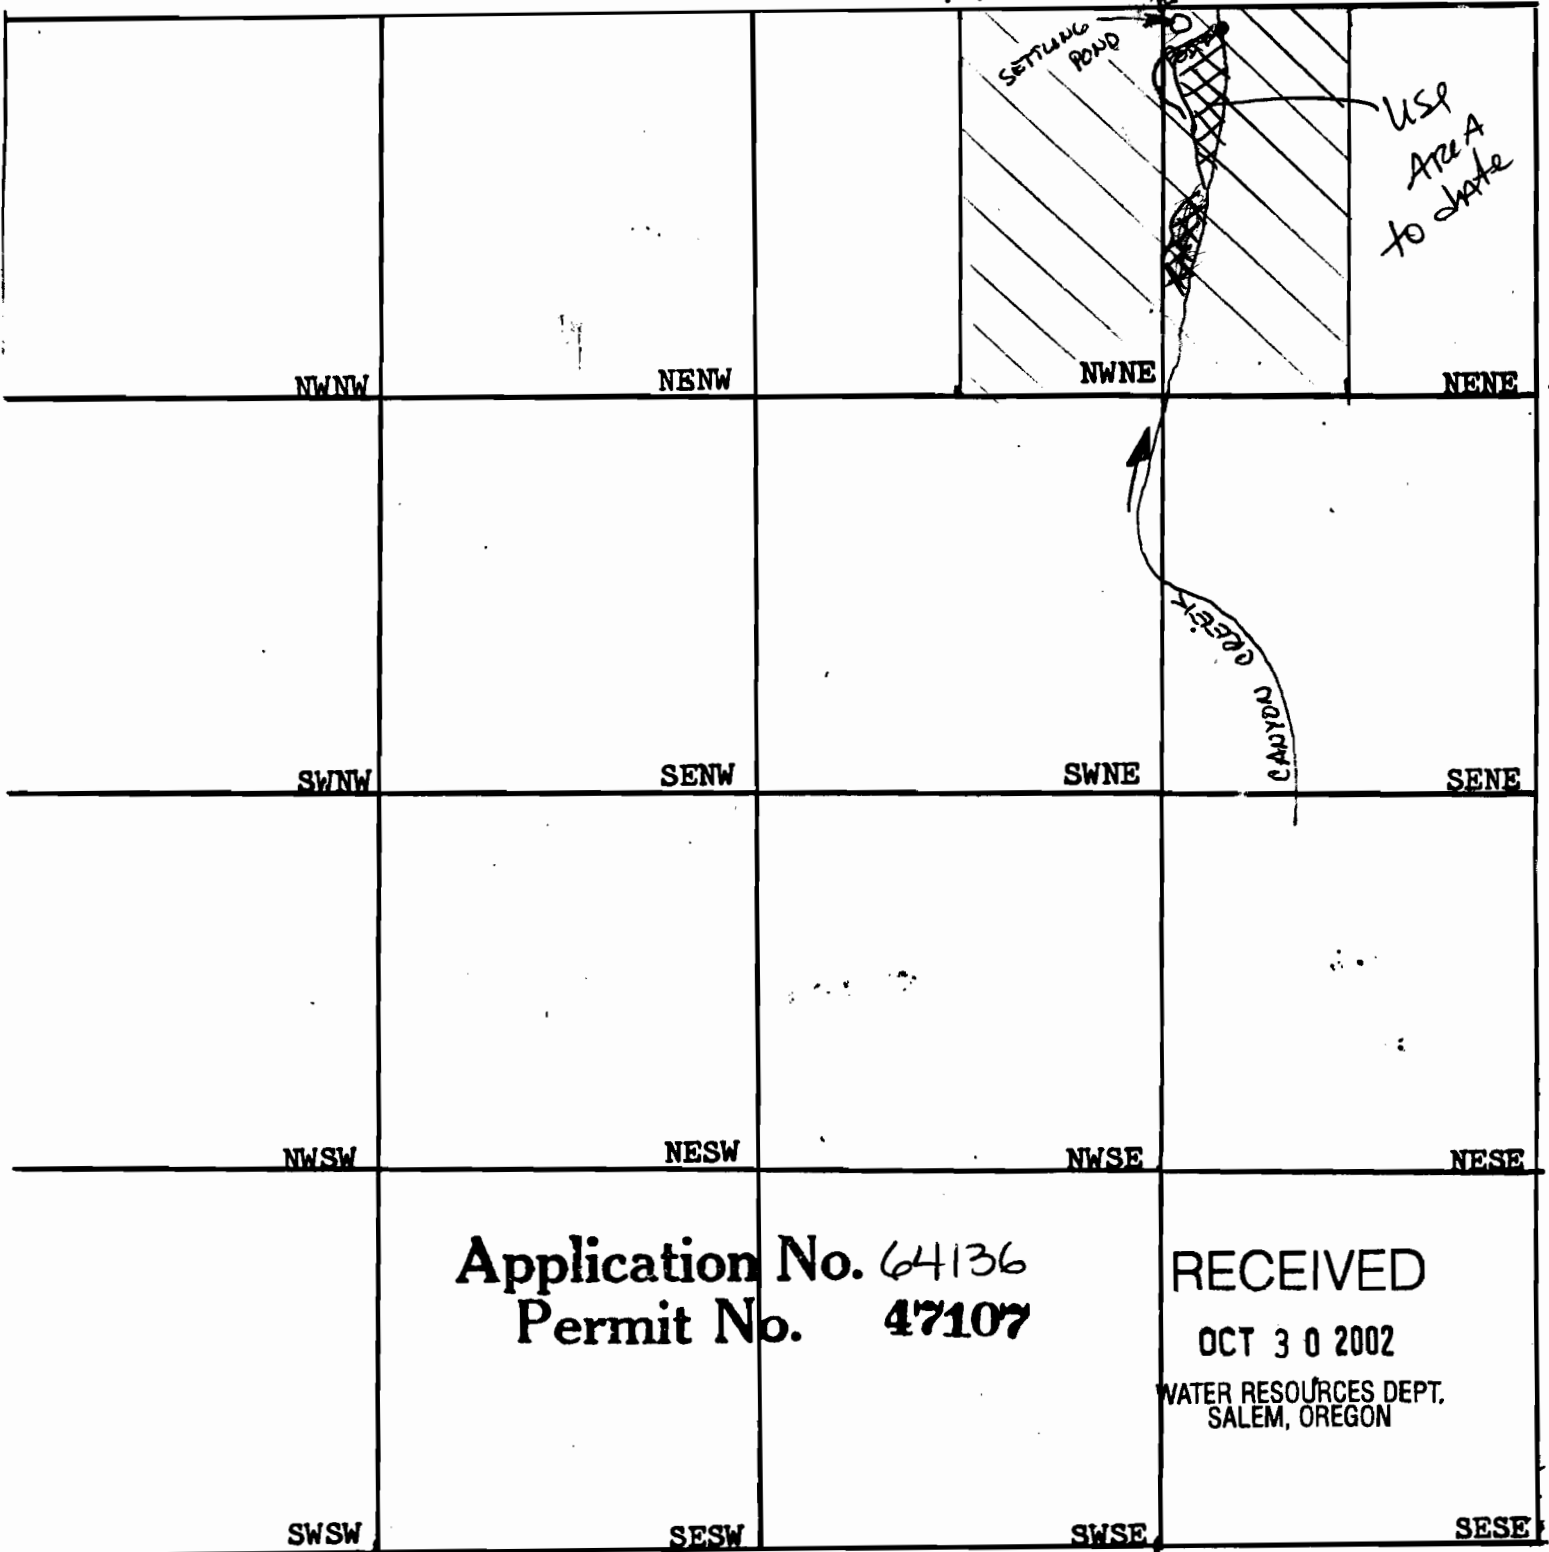 SETTLING
POND
USE
AREA
to date
NWNW
NENW
NWNE
NENE
CANYON CREEK
SWNW
SENW
SWNE
SENE
NWSW
NESW
NWSE
NESE
Application No. 64136
Permit No. 47107
RECEIVED
OCT 30 2002
WATER RESOURCES DEPT.
SALEM, OREGON
SWSW
SESW
SWSE
SESE